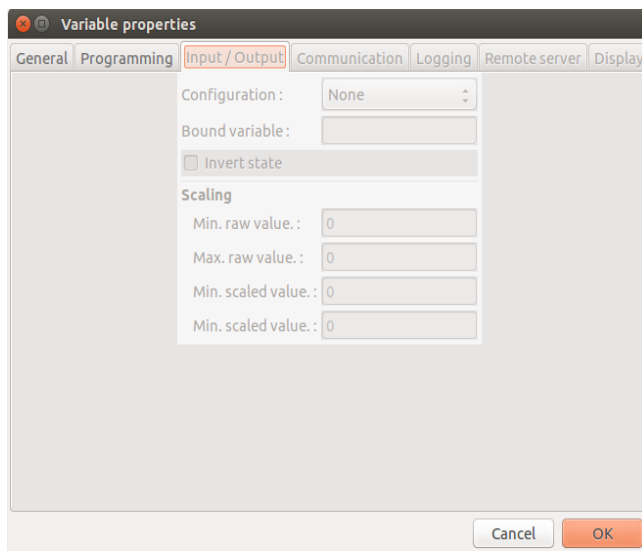 Variable properties
General Programming Input / Output Communication Logging Remote server Display
Configuration : None
Bound variable :
Invert state
Scaling
Min. raw value. : 0
Max. raw value. : 0
Min. scaled value. : 0
Min. scaled value. : 0
Cancel OK